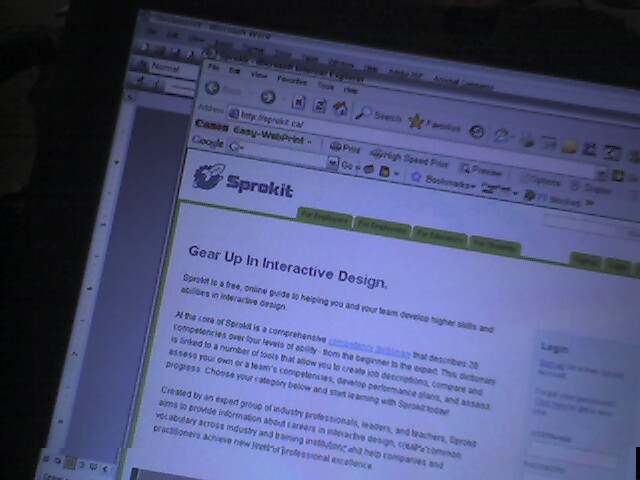 Microsoft Word
Normal
Sprokit - Microsoft Internet Explorer
File Edit View Favorites Tools Help
Back Search Favorites
Address http://sprokit.ca/
Canon Easy-WebPrint Print High Speed Print Preview Options Duplex
Google Go Bookmarks 71 blocked
Sprokit
For Employers For Employees For Educators For Students
Gear Up In Interactive Design.
Sprokit is a free, online guide to helping you and your team develop higher skills and
abilities in interactive design.
At the core of Sprokit is a comprehensive competency dictionary that describes 28
competencies over four levels of ability - from the beginner to the expert. This dictionary
is linked to a number of tools that allow you to create job descriptions, compare and
assess your own or a team's competencies, develop performance plans, and assess
progress. Choose your category below and start learning with Sprokit today!
Created by an expert group of industry professionals, leaders, and teachers, Sprokit
aims to provide information about careers in interactive design, create a common
vocabulary across industry and training institutions and help companies and
practitioners achieve new levels of professional excellence.
Login